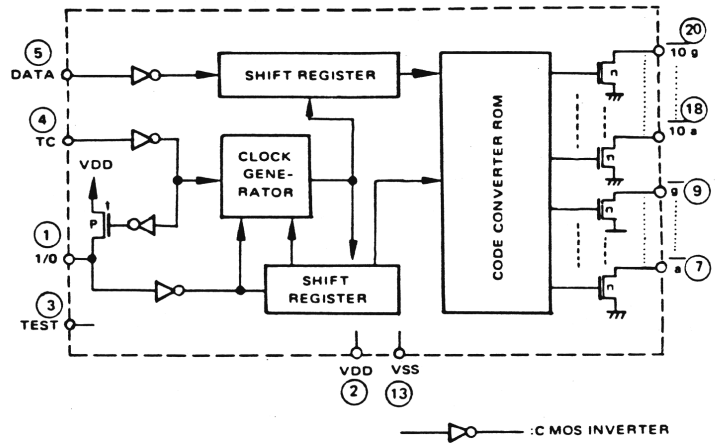 5
DATA
4
TC
VDD
P
1
1/0
3
TEST
SHIFT REGISTER
CLOCK
GENE-
RATOR
SHIFT
REGISTER
CODE CONVERTER ROM
n
n
n
n
20
10 g
18
10 a
g
9
a
7
VDD
2
VSS
13
:C MOS INVERTER